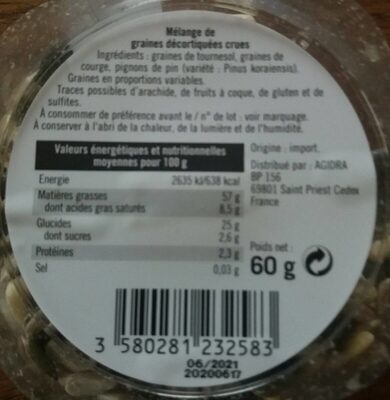 Mélange de
graines décortiquées crues
Ingrédients : graines de tournesol, graines de
courge, pignons de pin (variété : Pinus koraiensis).
Graines en proportions variables.
Traces possibles d'arachide, de fruits à coque, de gluten et de
sulfites.
A consommer de préférence avant le / n° de lot : voir marquage.
A conserver à l'abri de la chaleur, de la lumière et de l'humidité.
Valeurs énergétiques et nutritionnelles
moyennes pour 100 g
Energie 2635 kJ/638 kcal
Matières grasses 57 g
dont acides gras saturés 8,5 g
Glucides 25 g
dont sucres 2,6 g
Protéines 2,3 g
Sel 0,03 g
Origine : import.
Distribué par : AGIDRA
BP 156
69801 Saint Priest Cedex
France
Poids net :
60 g
3 580281 232583
06/2021
20200617